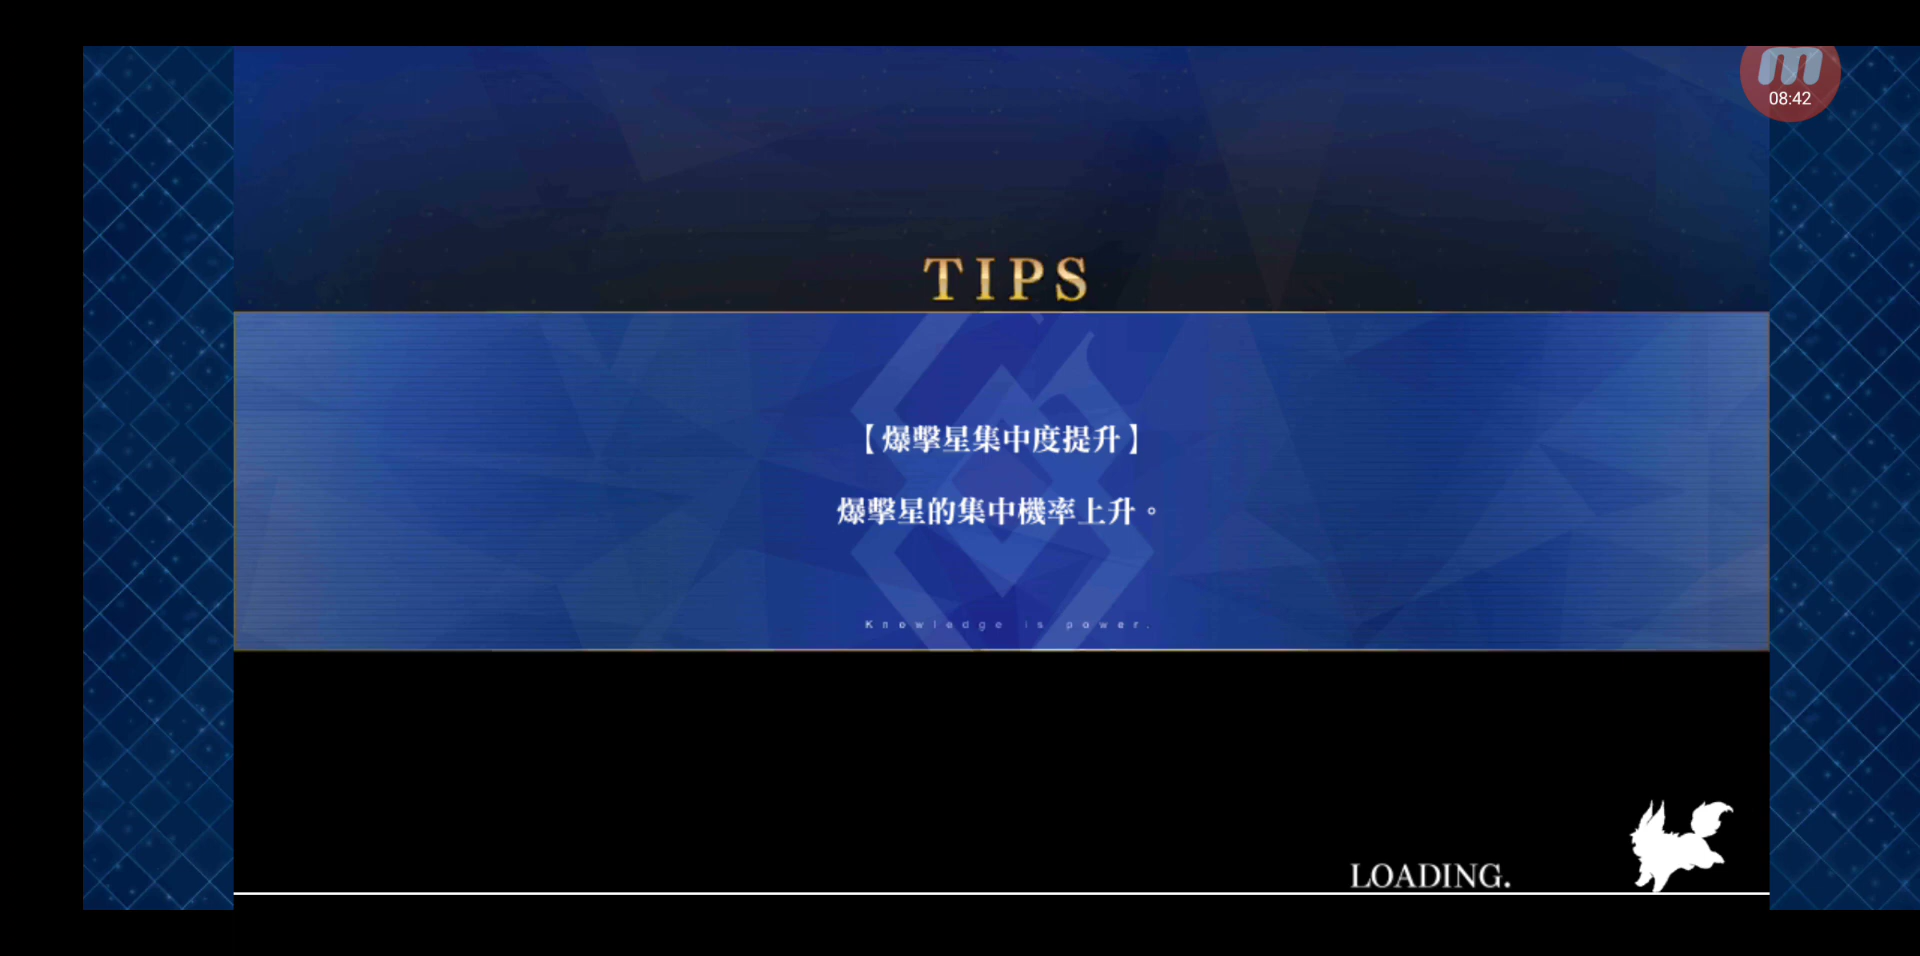 08:42
TIPS
【爆擊星集中度提升】
爆擊星的集中機率上升。
Knowledge is power.
LOADING.